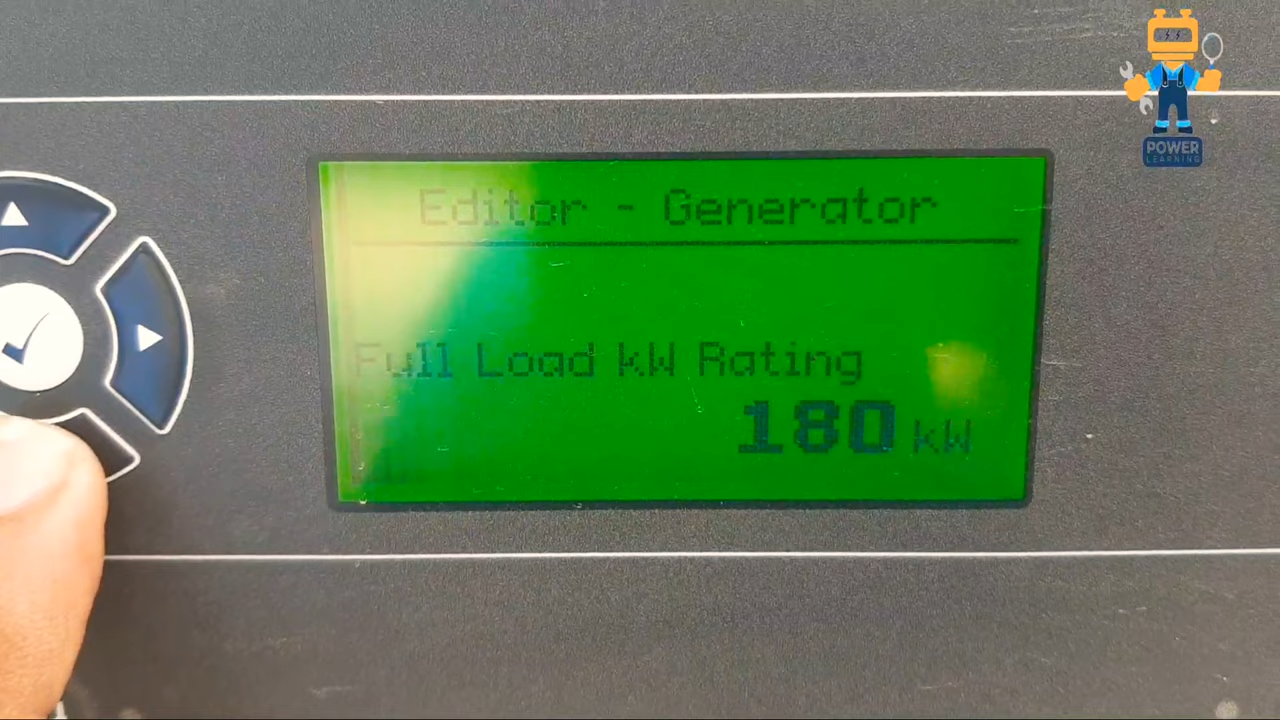 Editor - Generator
Full Load kW Rating
180 kW
POWER
LEARNING